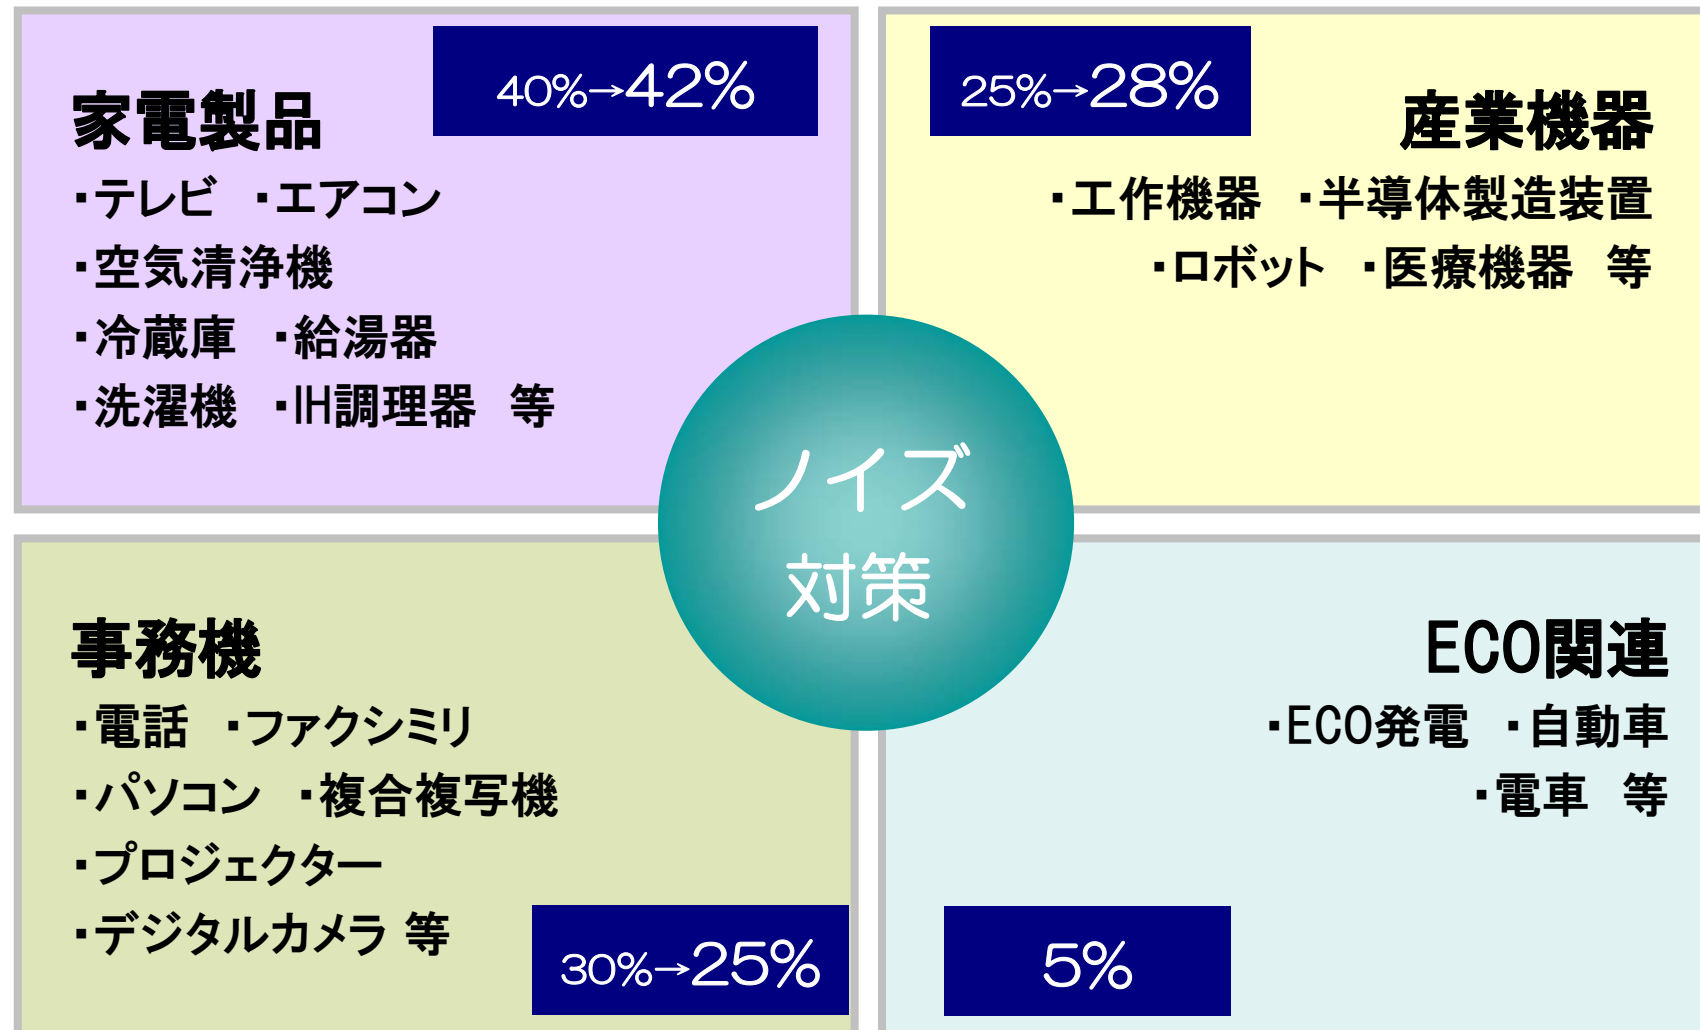 家電製品
40%→42%
・テレビ ・エアコン
・空気清浄機
・冷蔵庫 ・給湯器
・洗濯機 ・IH調理器 等
25%→28%
産業機器
・工作機器 ・半導体製造装置
・ロボット ・医療機器 等
ノイズ
対策
事務機
・電話 ・ファクシミリ
・パソコン ・複合複写機
・プロジェクター
・デジタルカメラ 等
30%→25%
ECO関連
・ECO発電 ・自動車
・電車 等
5%